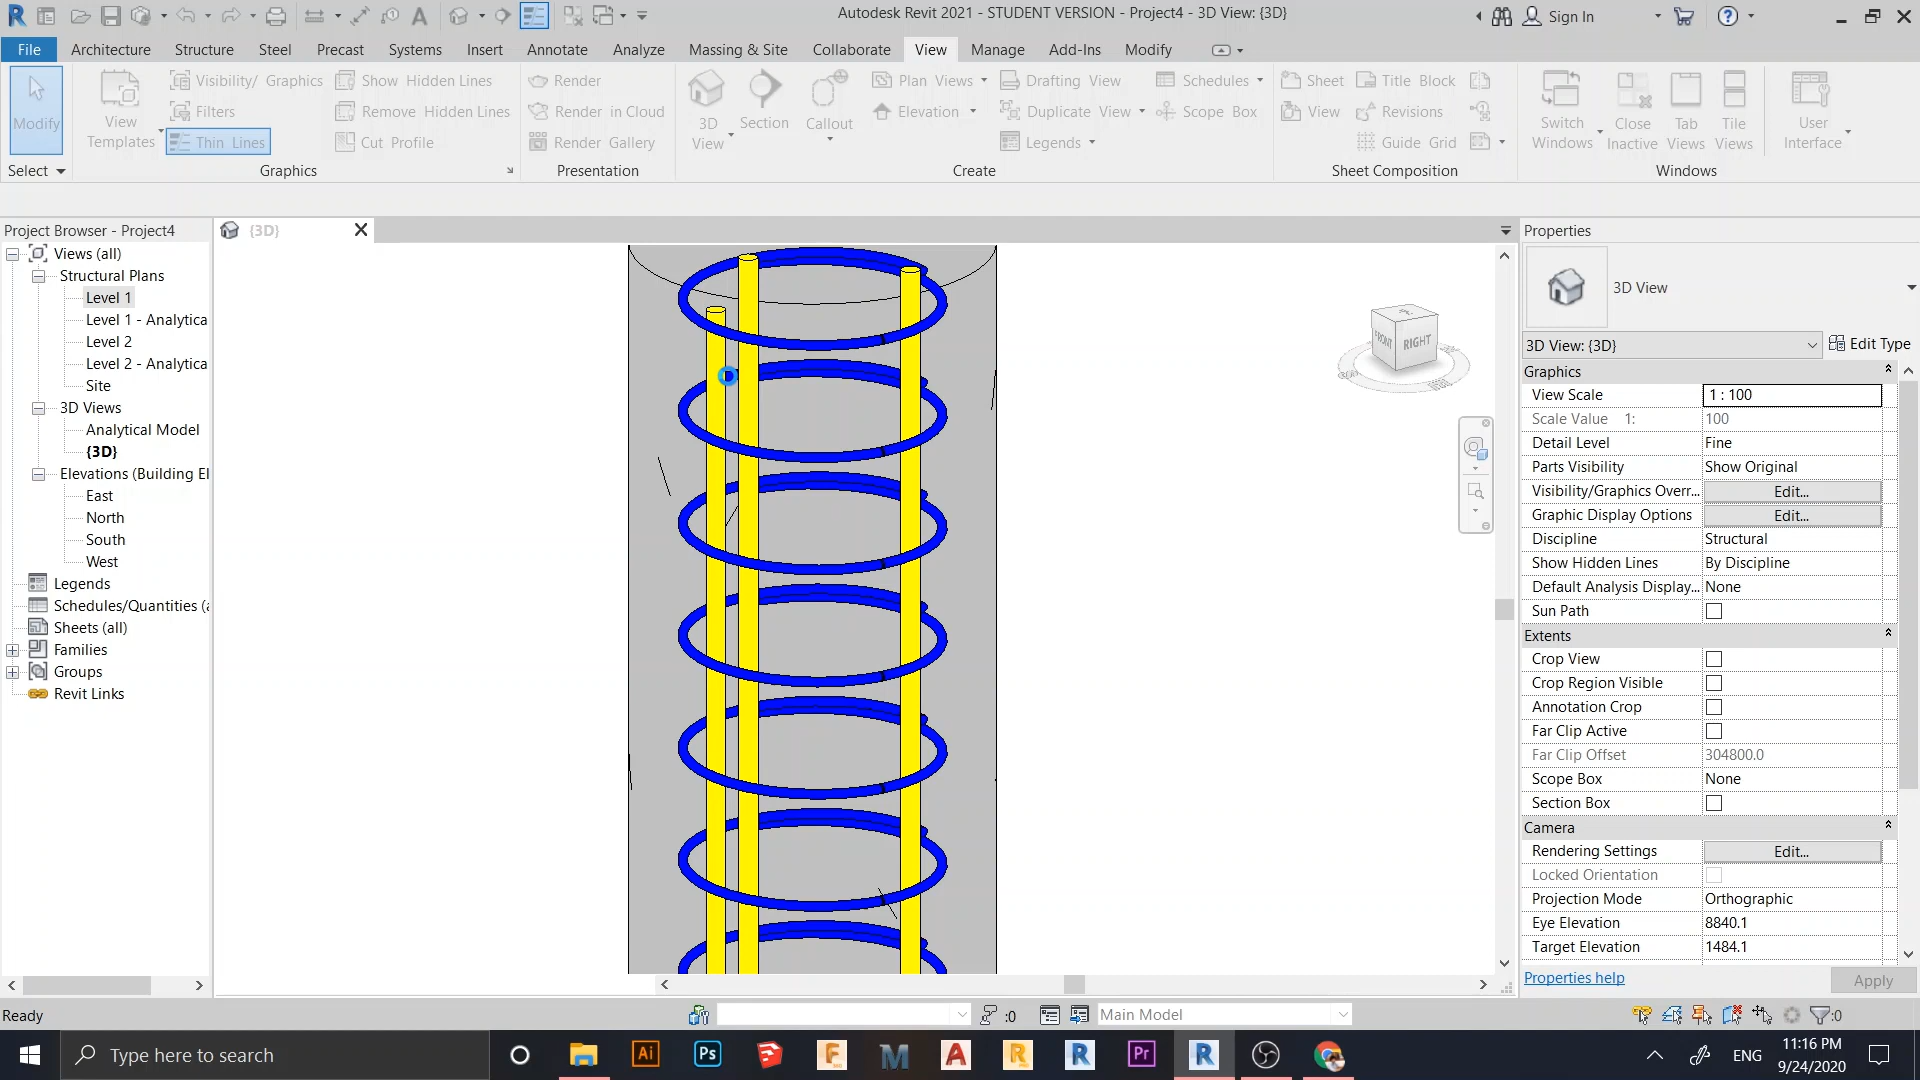 Autodesk Revit 2021 - STUDENT VERSION - Project4 - 3D View: {3D}
Sign In
File Architecture Structure Steel Precast Systems Insert Annotate Analyze Massing & Site Collaborate View Manage Add-Ins Modify
Modify
View Templates
Visibility/ Graphics
Filters
Thin Lines
Show Hidden Lines
Remove Hidden Lines
Cut Profile
Render
Render in Cloud
Render Gallery
3D View
Section
Callout
Plan Views
Elevation
Drafting View
Duplicate View
Legends
Schedules
Scope Box
Sheet
View
Title Block
Revisions
Guide Grid
Switch Windows
Close Inactive
Tab Views
Tile Views
User Interface
Select Graphics Presentation Create Sheet Composition Windows
Project Browser - Project4
Views (all)
Structural Plans
Level 1
Level 1 - Analytica
Level 2
Level 2 - Analytica
Site
3D Views
Analytical Model
{3D}
Elevations (Building El
East
North
South
West
Legends
Schedules/Quantities (a
Sheets (all)
Families
Groups
Revit Links
{3D}
FRONT
RIGHT
Properties
3D View
3D View: {3D}
Edit Type
Graphics
View Scale 1 : 100
Scale Value 1: 100
Detail Level Fine
Parts Visibility Show Original
Visibility/Graphics Overr... Edit...
Graphic Display Options Edit...
Discipline Structural
Show Hidden Lines By Discipline
Default Analysis Display... None
Sun Path
Extents
Crop View
Crop Region Visible
Annotation Crop
Far Clip Active
Far Clip Offset 304800.0
Scope Box None
Section Box
Camera
Rendering Settings Edit...
Locked Orientation
Projection Mode Orthographic
Eye Elevation 8840.1
Target Elevation 1484.1
Properties help
Apply
Ready
:0
Main Model
:0
Type here to search
Ai
Ps
F
M
A
R
R
Pr
R
ENG
11:16 PM
9/24/2020